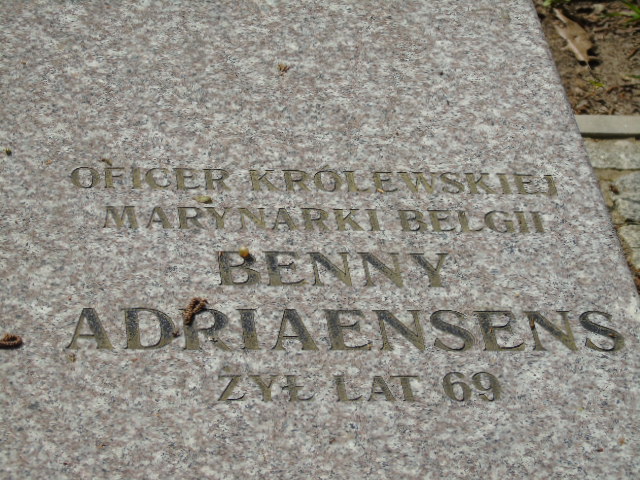 OFICER KRÓLEWSKIEJ
MARYNARKI BELGII
BENNY
ADRIAENSENS
ŻYŁ LAT 69